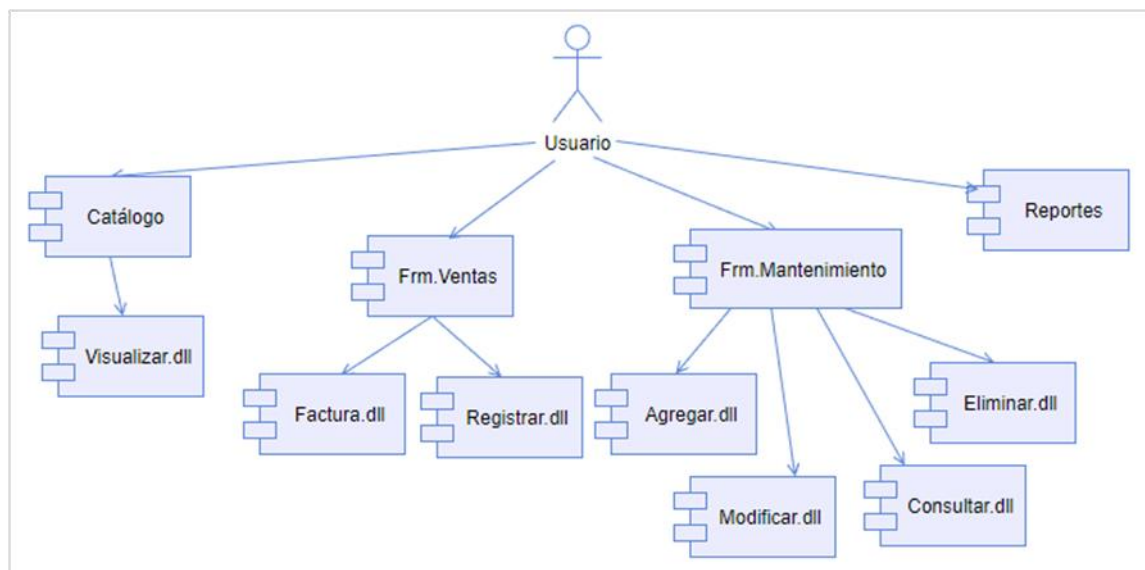 Usuario
Catálogo
Reportes
Frm.Ventas
Frm.Mantenimiento
Visualizar.dll
Factura.dll
Registrar.dll
Agregar.dll
Eliminar.dll
Modificar.dll
Consultar.dll